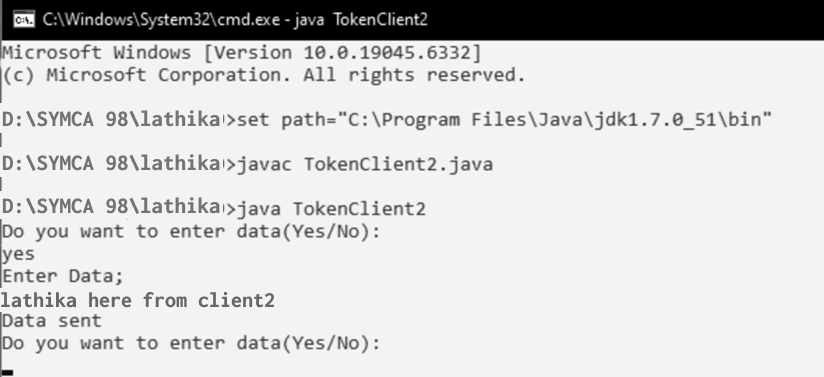 C:\Windows\System32\cmd.exe - java TokenClient2
Microsoft Windows [Version 10.0.19045.6332]
(c) Microsoft Corporation. All rights reserved.
D:\SYMCA 98\lathika>set path="C:\Program Files\Java\jdk1.7.0_51\bin"
D:\SYMCA 98\lathika>javac TokenClient2.java
D:\SYMCA 98\lathika>java TokenClient2
Do you want to enter data(Yes/No):
yes
Enter Data;
lathika here from client2
Data sent
Do you want to enter data(Yes/No):